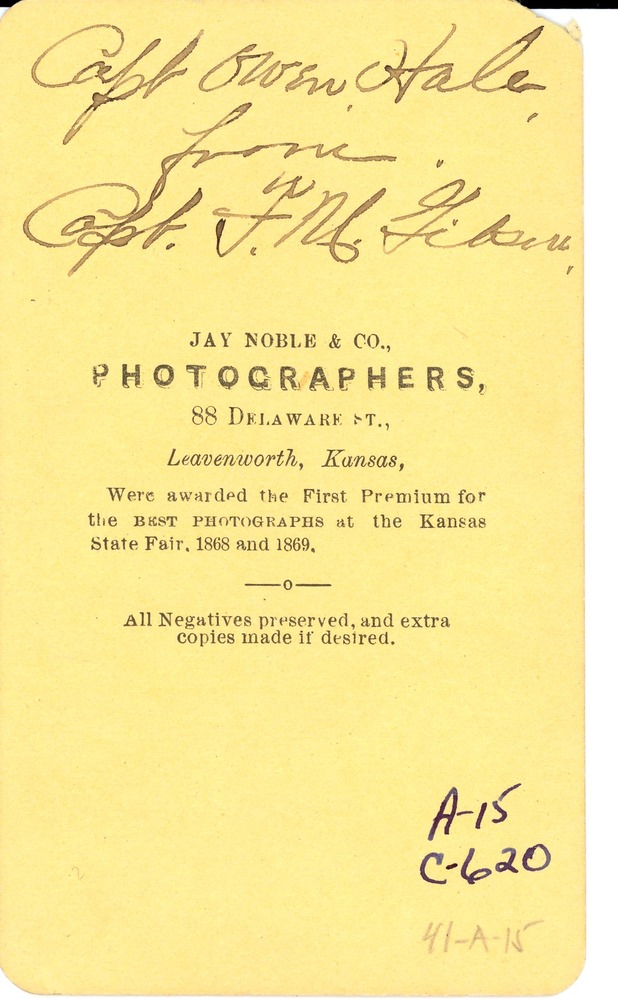 Capt Owen Hale,
from.
Capt. F. M. Gibson,
JAY NOBLE & CO.,
PHOTOGRAPHERS,
88 DELAWARE ST.,
Leavenworth, Kansas,
Were awarded the First Premium for
the BEST PHOTOGRAPHS at the Kansas
State Fair, 1868 and 1869.
—o—
All Negatives preserved, and extra
copies made if desired.
A-15
C-620
41-A-15